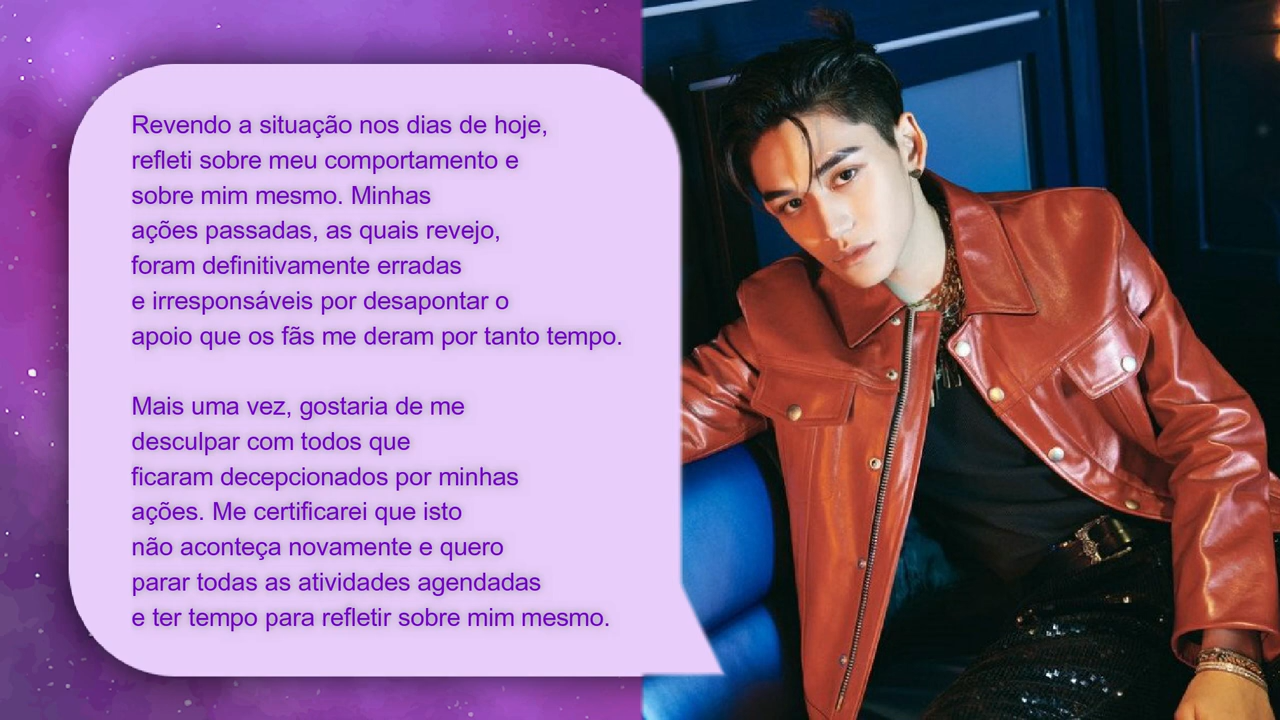 Revendo a situação nos dias de hoje,
refleti sobre meu comportamento e
sobre mim mesmo. Minhas
ações passadas, as quais revejo,
foram definitivamente erradas
e irresponsáveis por desapontar o
apoio que os fãs me deram por tanto tempo.
Mais uma vez, gostaria de me
desculpar com todos que
ficaram decepcionados por minhas
ações. Me certificarei que isto
não aconteça novamente e quero
parar todas as atividades agendadas
e ter tempo para refletir sobre mim mesmo.